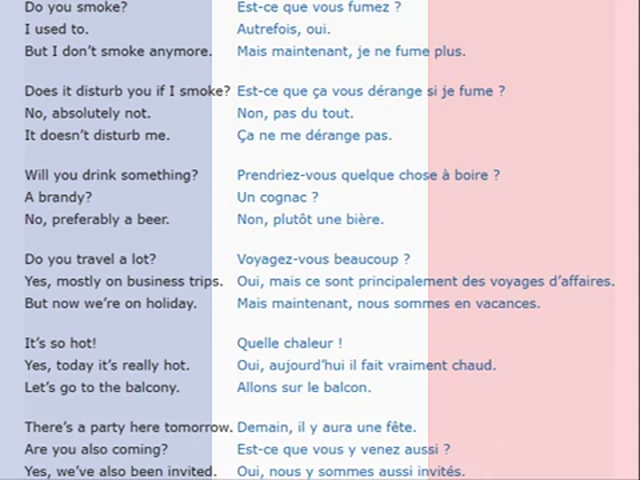 Do you smoke? Est-ce que vous fumez ?
I used to. Autrefois, oui.
But I don't smoke anymore. Mais maintenant, je ne fume plus.
Does it disturb you if I smoke? Est-ce que ça vous dérange si je fume ?
No, absolutely not. Non, pas du tout.
It doesn't disturb me. Ça ne me dérange pas.
Will you drink something? Prendriez-vous quelque chose à boire ?
A brandy? Un cognac ?
No, preferably a beer. Non, plutôt une bière.
Do you travel a lot? Voyagez-vous beaucoup ?
Yes, mostly on business trips. Oui, mais ce sont principalement des voyages d'affaires.
But now we're on holiday. Mais maintenant, nous sommes en vacances.
It's so hot! Quelle chaleur !
Yes, today it's really hot. Oui, aujourd'hui il fait vraiment chaud.
Let's go to the balcony. Allons sur le balcon.
There's a party here tomorrow. Demain, il y aura une fête.
Are you also coming? Est-ce que vous y venez aussi ?
Yes, we've also been invited. Oui, nous y sommes aussi invités.